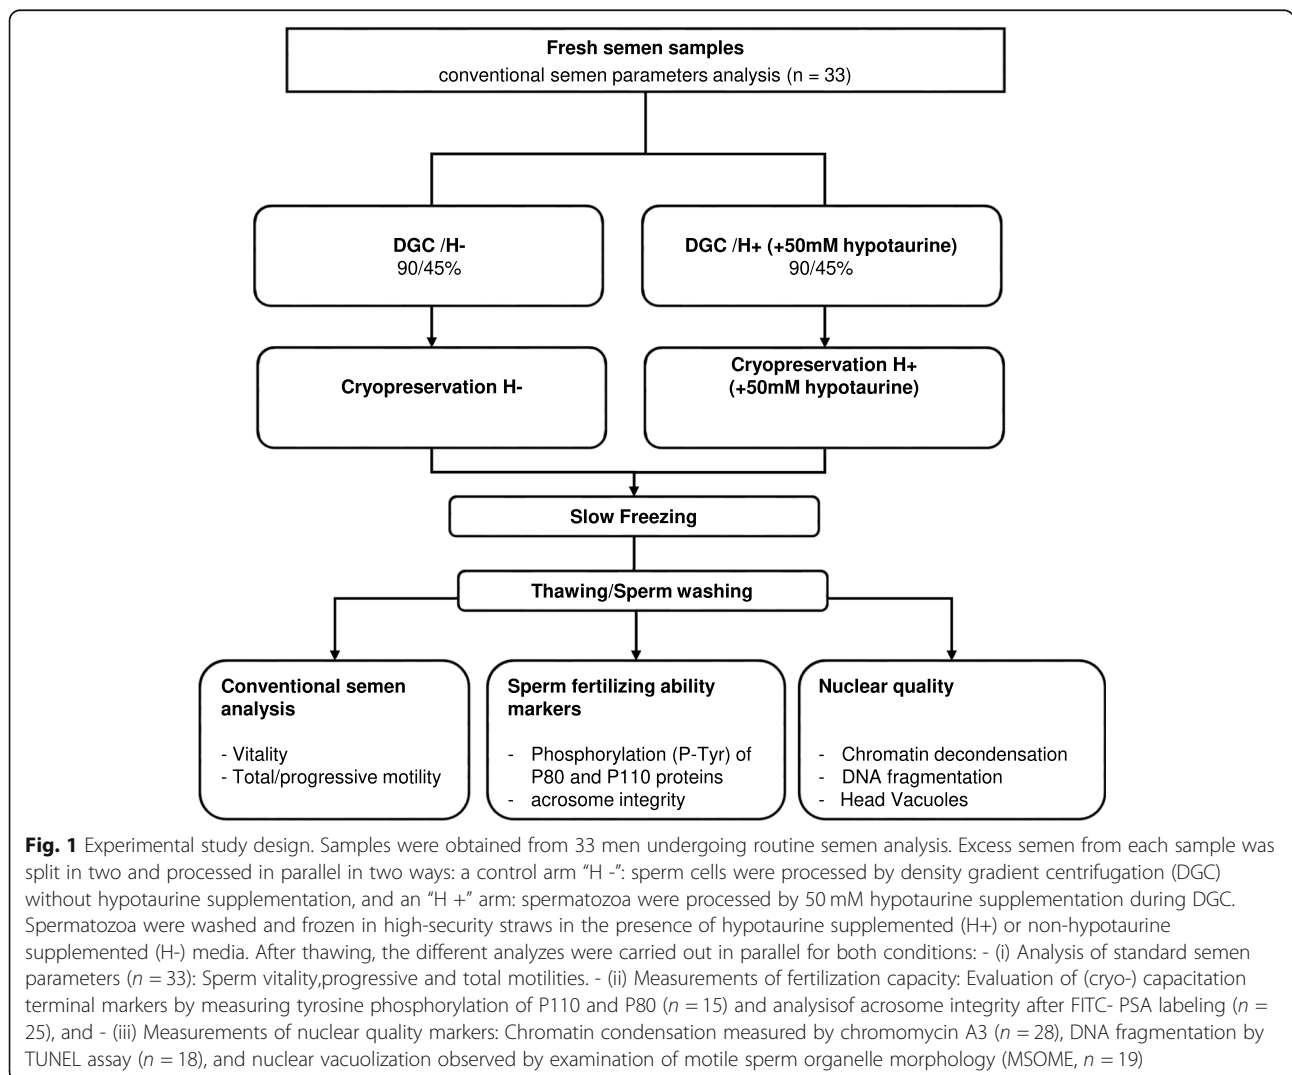 Fresh semen samples
conventional semen parameters analysis (n = 33)
DGC /H-
90/45%
DGC /H+ (+50mM hypotaurine)
90/45%
Cryopreservation H-
Cryopreservation H+
(+50mM hypotaurine)
Slow Freezing
Thawing/Sperm washing
Conventional semen
analysis
- Vitality
- Total/progressive motility
Sperm fertilizing ability
markers
- Phosphorylation (P-Tyr) of
P80 and P110 proteins
- acrosome integrity
Nuclear quality
- Chromatin decondensation
- DNA fragmentation
- Head Vacuoles
Fig. 1 Experimental study design. Samples were obtained from 33 men undergoing routine semen analysis. Excess semen from each sample was
split in two and processed in parallel in two ways: a control arm “H -”: sperm cells were processed by density gradient centrifugation (DGC)
without hypotaurine supplementation, and an “H +” arm: spermatozoa were processed by 50 mM hypotaurine supplementation during DGC.
Spermatozoa were washed and frozen in high-security straws in the presence of hypotaurine supplemented (H+) or non-hypotaurine
supplemented (H-) media. After thawing, the different analyzes were carried out in parallel for both conditions: - (i) Analysis of standard semen
parameters (n = 33): Sperm vitality,progressive and total motilities. - (ii) Measurements of fertilization capacity: Evaluation of (cryo-) capacitation
terminal markers by measuring tyrosine phosphorylation of P110 and P80 (n = 15) and analysisof acrosome integrity after FITC- PSA labeling (n =
25), and - (iii) Measurements of nuclear quality markers: Chromatin condensation measured by chromomycin A3 (n = 28), DNA fragmentation by
TUNEL assay (n = 18), and nuclear vacuolization observed by examination of motile sperm organelle morphology (MSOME, n = 19)